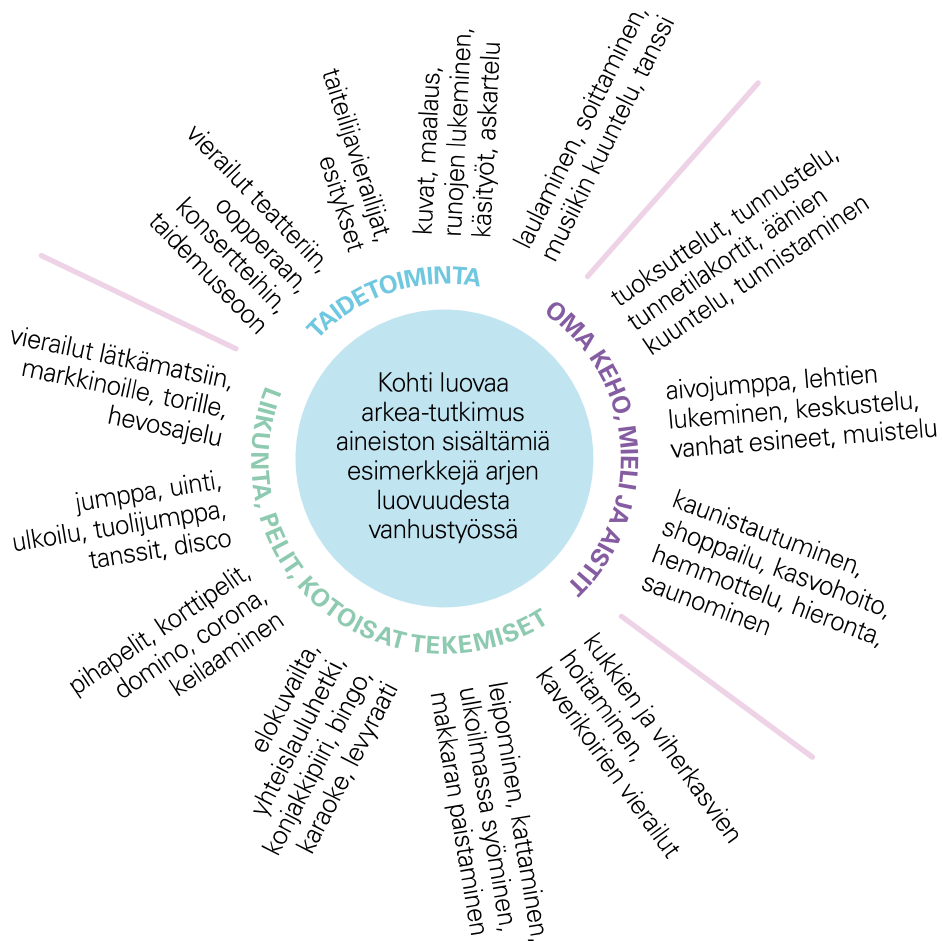 Kohti luovaa
arkea-tutkimus
aineiston sisältämiä
esimerkkejä arjen
luovuudesta
vanhustyössä
TAIDETOIMINTA
vierailut teatteriin,
oopperaan,
konsertteihin,
taidemuseoon
taiteilijavierailijat,
esitykset
kuvat, maalaus,
runojen lukeminen,
käsityöt, askartelu
laulaminen, soittaminen,
musiikin kuuntelu, tanssi
OMA KEHO, MIELI JA AISTIT
tuoksuttelut, tunnustelu,
tunnetilakortit, äänien
kuuntelu, tunnistaminen
aivojumppa, lehtien
lukeminen, keskustelu,
vanhat esineet, muistelu
kaunistautuminen,
shoppailu, kasvohoito,
hemmottelu, hieronta,
saunominen
LIIKUNTA, PELIT, KOTOISAT TEKEMISET
kukkien ja viherkasvien
hoitaminen,
kaverikoirien vierailut
leipominen, kattaminen,
ulkoilmassa syöminen,
makkaran paistaminen
elokuvailta,
yhteislauluhetki,
konjakkipiiri, bingo,
karaoke, levyraati
pihapelit, korttipelit,
domino, corona,
keilaaminen
jumppa, uinti,
ulkoilu, tuolijumppa,
tanssit, disco
vierailut lätkämatsiin,
markkinoille, torille,
hevosajelu